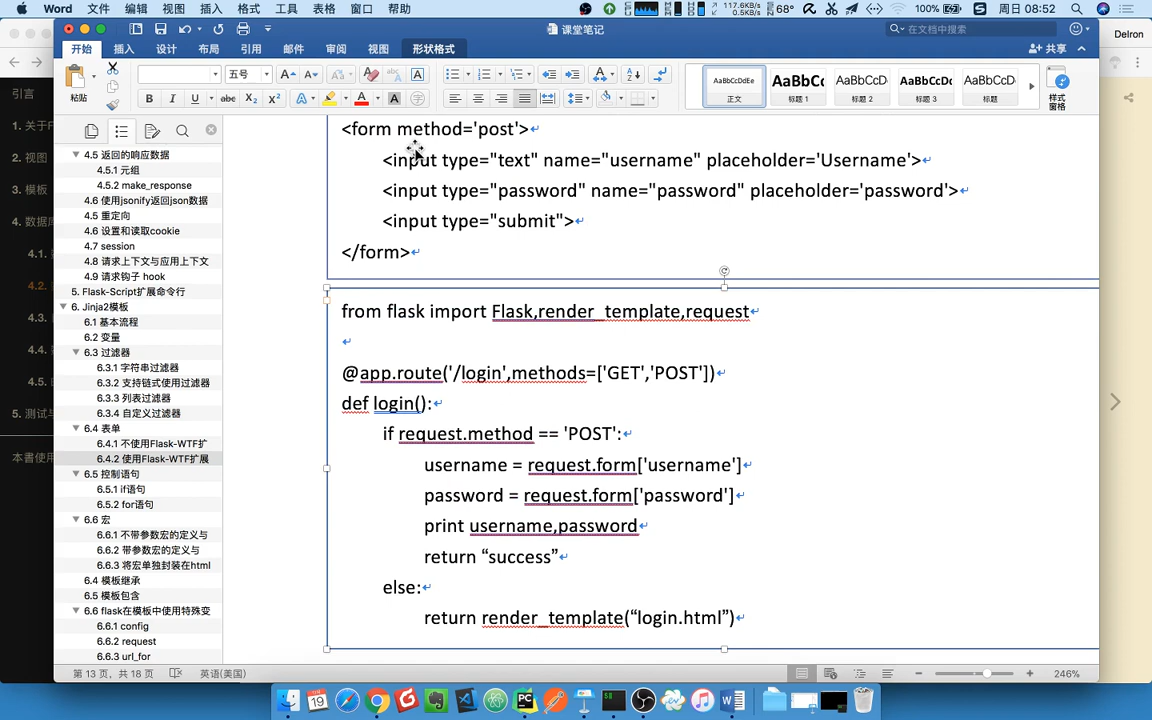 Word 文件 编辑 视图 插入 格式 工具 表格 窗口 帮助
117.6KB/s
0.5KB/s
68°
100%
周日 08:52
课堂笔记
在文档中搜索
Delron
开始 插入 设计 布局 引用 邮件 审阅 视图 形状格式
共享
粘贴
五号
AaBbCcDdEe
正文
AaBbCc
标题 1
AaBbCcD
标题 2
AaBbCcD
标题 3
AaBbCcD
标题
样式
窗格
引言
1. 关于F
2. 视图
3. 模板
4. 数据库
4.1.
4.2.
4.3.
4.4.
4.5.
5. 测试与
本書使用
4.5 返回的响应数据
4.5.1 元组
4.5.2 make_response
4.6 使用jsonify返回json数据
4.5 重定向
4.6 设置和读取cookie
4.7 session
4.8 请求上下文与应用上下文
4.9 请求钩子 hook
5. Flask-Script扩展命令行
6. Jinja2模板
6.1 基本流程
6.2 变量
6.3 过滤器
6.3.1 字符串过滤器
6.3.2 支持链式使用过滤器
6.3.3 列表过滤器
6.3.4 自定义过滤器
6.4 表单
6.4.1 不使用Flask-WTF扩
6.4.2 使用Flask-WTF扩展
6.5 控制语句
6.5.1 if语句
6.5.2 for语句
6.6 宏
6.6.1 不带参数宏的定义与
6.6.2 带参数宏的定义与
6.6.3 将宏单独封装在html
6.4 模板继承
6.5 模板包含
6.6 flask在模板中使用特殊变
6.6.1 config
6.6.2 request
6.6.3 url_for
<form method='post'>
<input type="text" name="username" placeholder='Username'>
<input type="password" name="password" placeholder='password'>
<input type="submit">
</form>
from flask import Flask,render_template,request
@app.route('/login',methods=['GET','POST'])
def login():
if request.method == 'POST':
username = request.form['username']
password = request.form['password']
print username,password
return “success”
else:
return render_template(“login.html”)
第 13 页，共 18 页 英语(美国)
246%